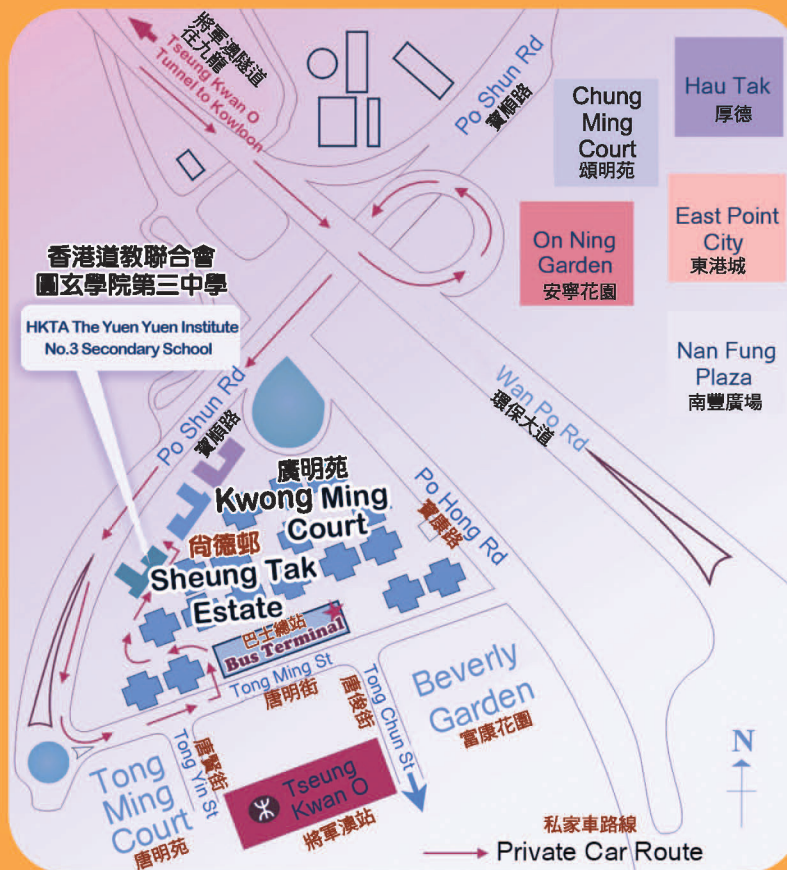 將軍澳隧道
往九龍
Tseung Kwan O
Tunnel to Kowloon
Po Shun Rd
寶順路
Chung
Ming
Court
頌明苑
Hau Tak
厚德
On Ning
Garden
安寧花園
East Point
City
東港城
Nan Fung
Plaza
南豐廣場
香港道教聯合會
圓玄學院第三中學
HKTA The Yuen Yuen Institute
No.3 Secondary School
Po Shun Rd
寶順路
Wan Po Rd
環保大道
Po Hong Rd
寶康路
廣明苑
Kwong Ming
Court
尚德邨
Sheung Tak
Estate
巴士總站
Bus Terminal
Tong Ming St
唐明街
Tong Chun St
唐俊街
Beverly
Garden
富康花園
Tong Yin St
唐賢街
Tong
Ming
Court
唐明苑
Tseung
Kwan O
將軍澳站
N
私家車路線
Private Car Route